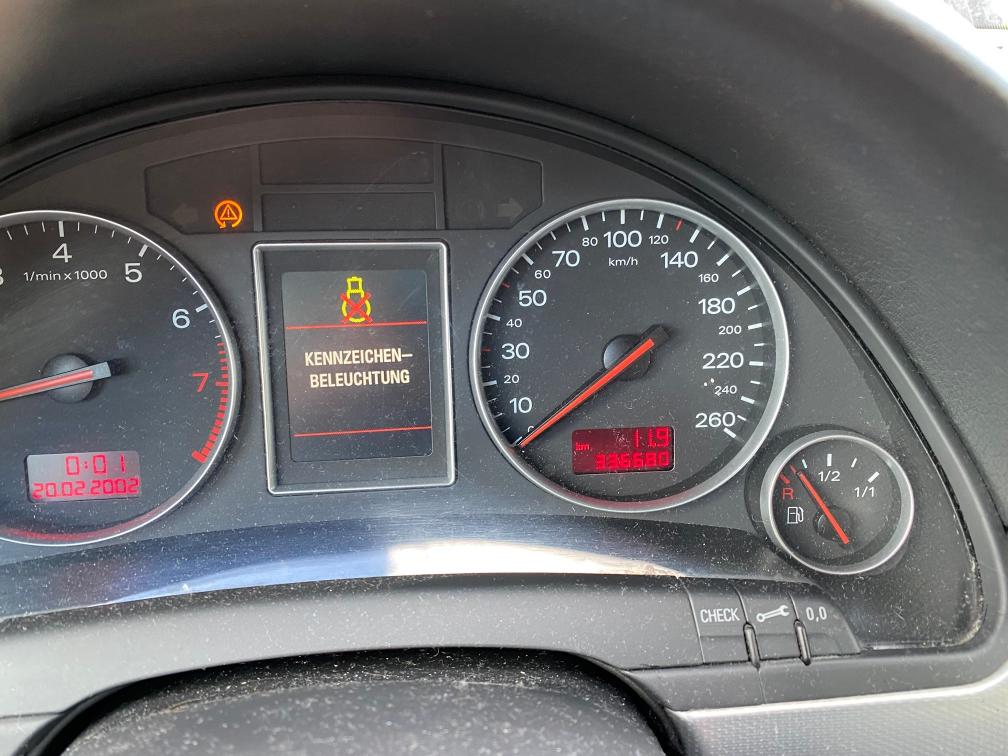 3 4 5 6 7
1/min x 1000
0:01
20.02.2002
KENNZEICHEN-
BELEUCHTUNG
0 10 20 30 40 50 60 70 80 100 120 140 160 180 200 220 240 260
km/h
km 11.9
336680
R 1/2 1/1
CHECK 0,0